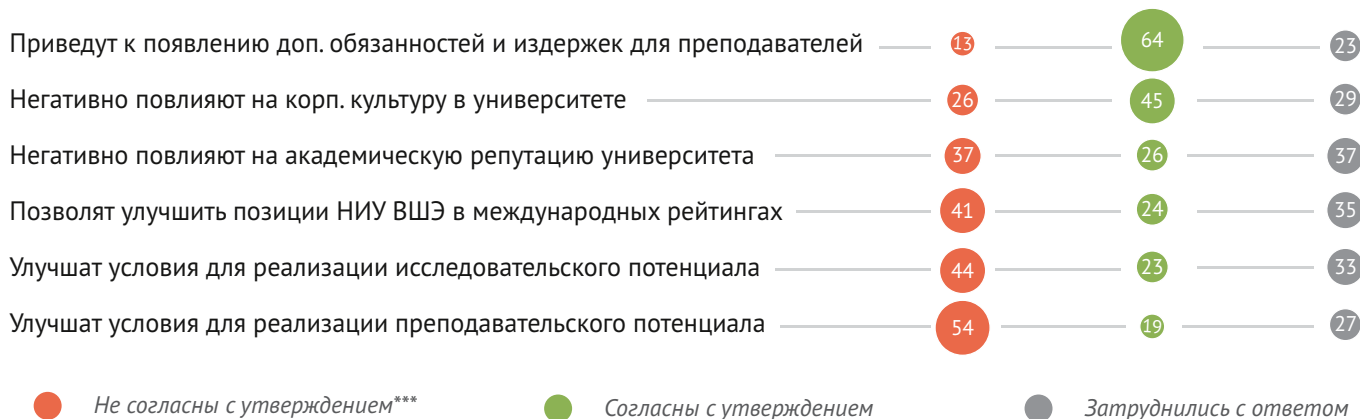 Приведут к появлению доп. обязанностей и издержек для преподавателей 13 64 23
Негативно повлияют на корп. культуру в университете 26 45 29
Негативно повлияют на академическую репутацию университета 37 26 37
Позволят улучшить позиции НИУ ВШЭ в международных рейтингах 41 24 35
Улучшат условия для реализации исследовательского потенциала 44 23 33
Улучшат условия для реализации преподавательского потенциала 54 19 27
Не согласны с утверждением*** Согласны с утверждением Затруднились с ответом